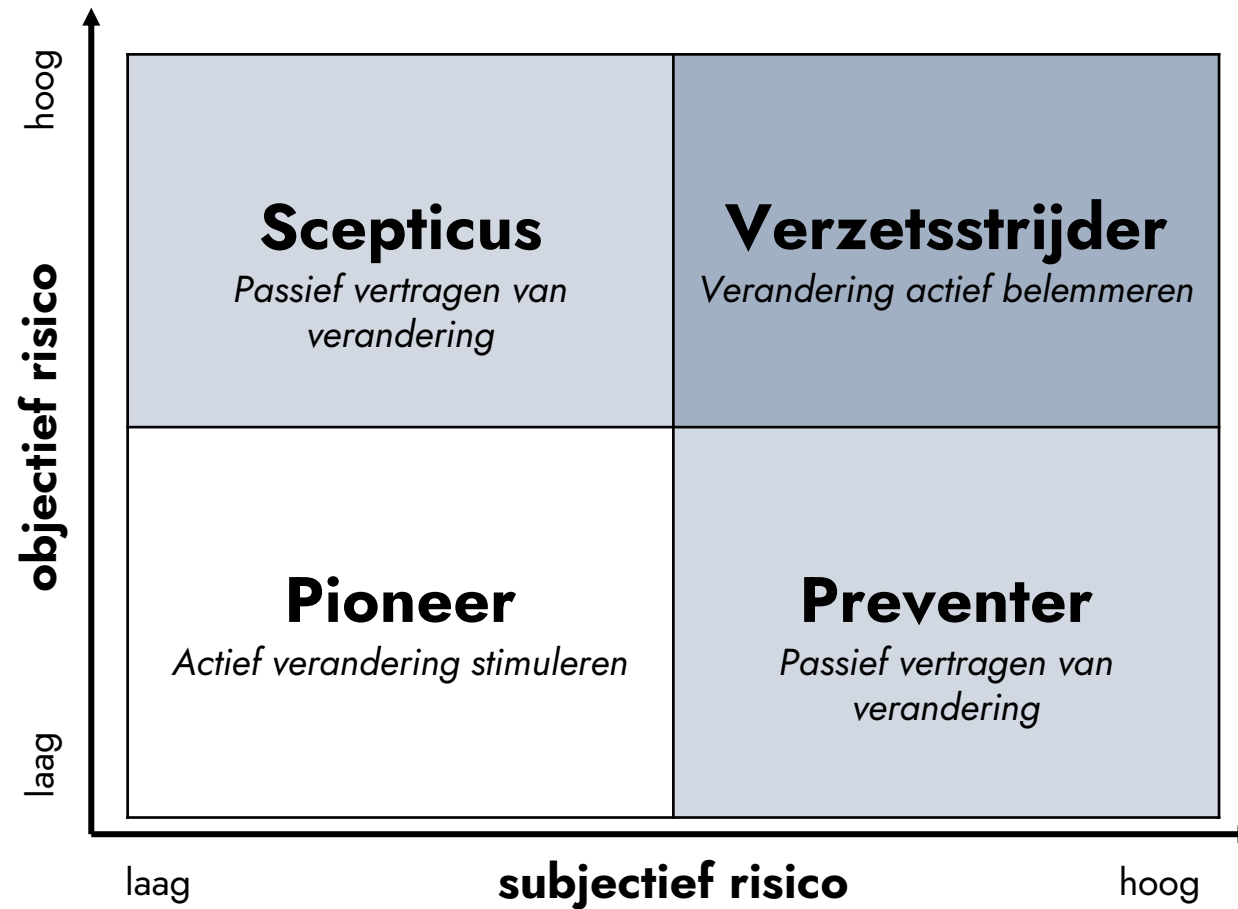 hoog
Scepticus
Passief vertragen van
verandering
Verzetsstrijder
Verandering actief belemmeren
objectief risico
Pioneer
Actief verandering stimuleren
Preventer
Passief vertragen van
verandering
laag
laag
subjectief risico
hoog